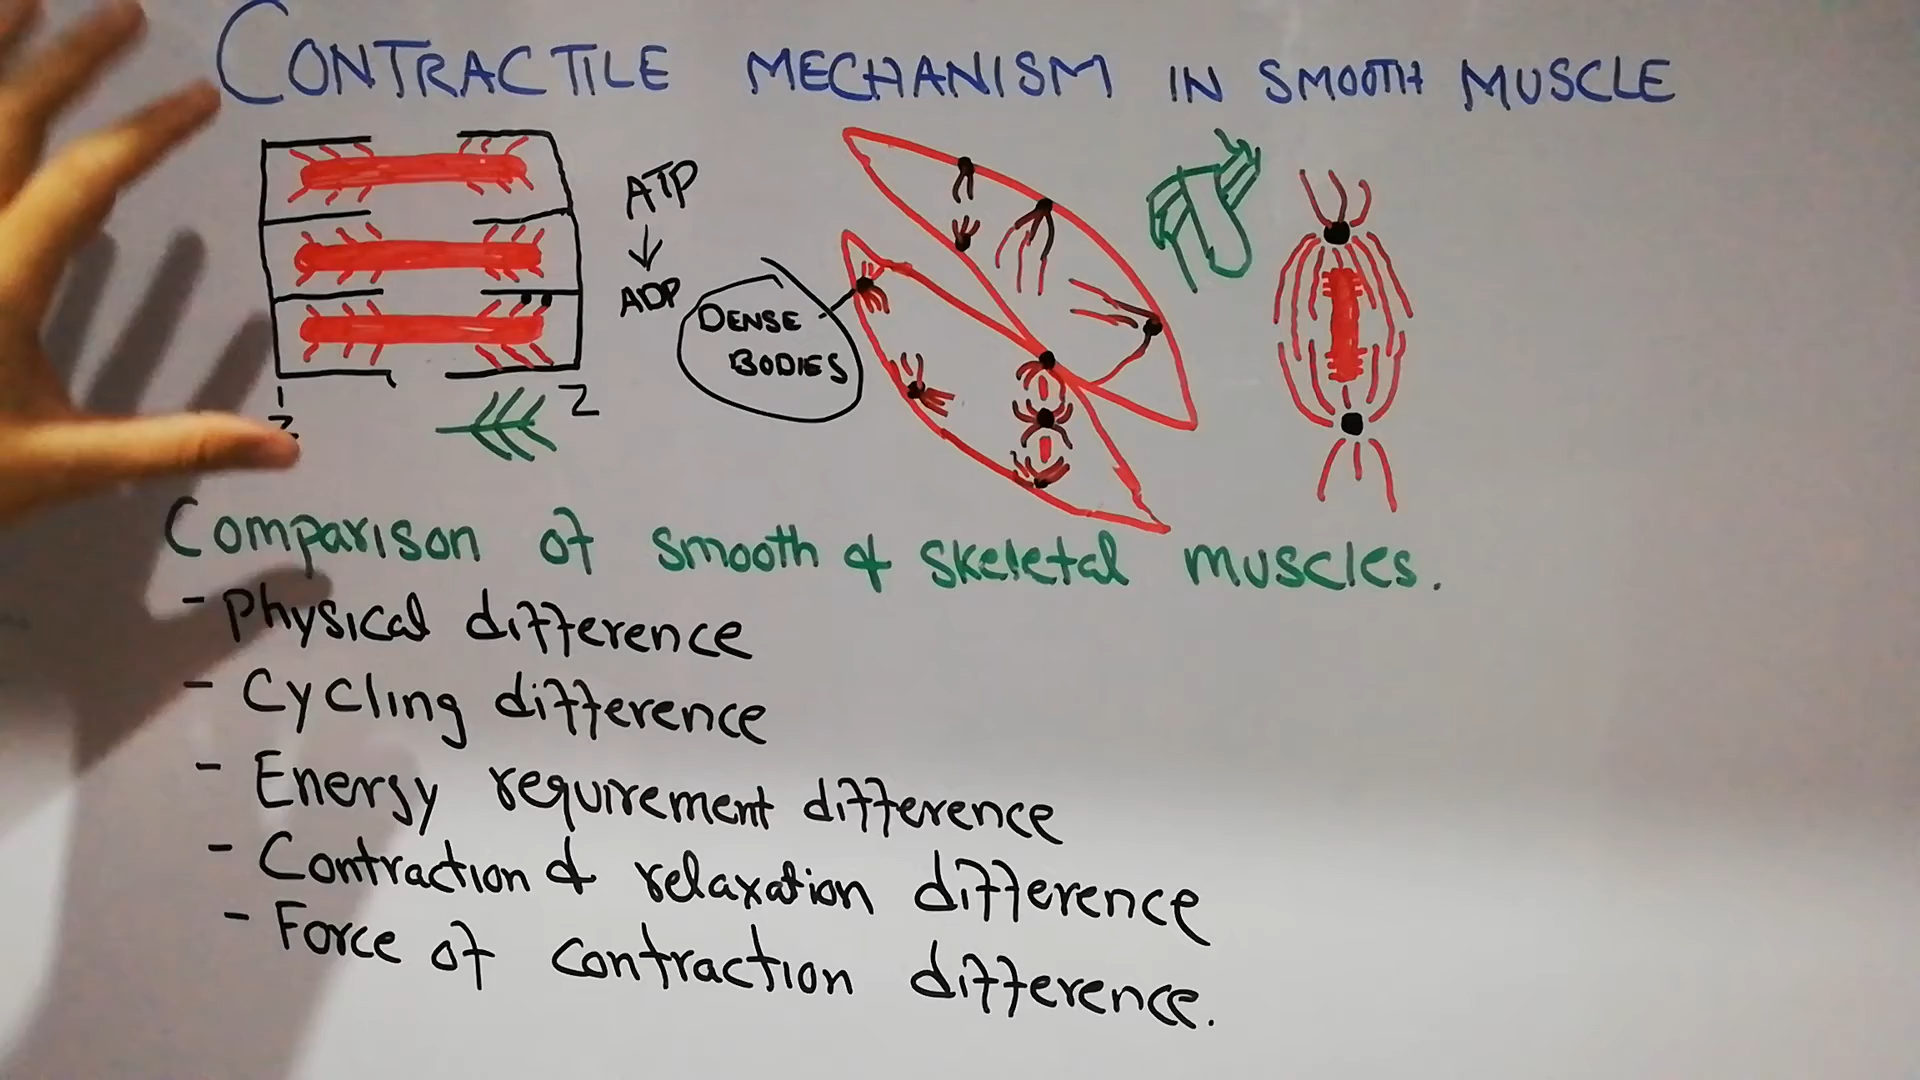 CONTRACTILE MECHANISM IN SMOOTH MUSCLE
ATP
ADP
DENSE
BODIES
Z
Comparison of smooth & skeletal muscles.
- Physical difference
- Cycling difference
- Energy requirement difference
- Contraction & relaxation difference
- Force of contraction difference.